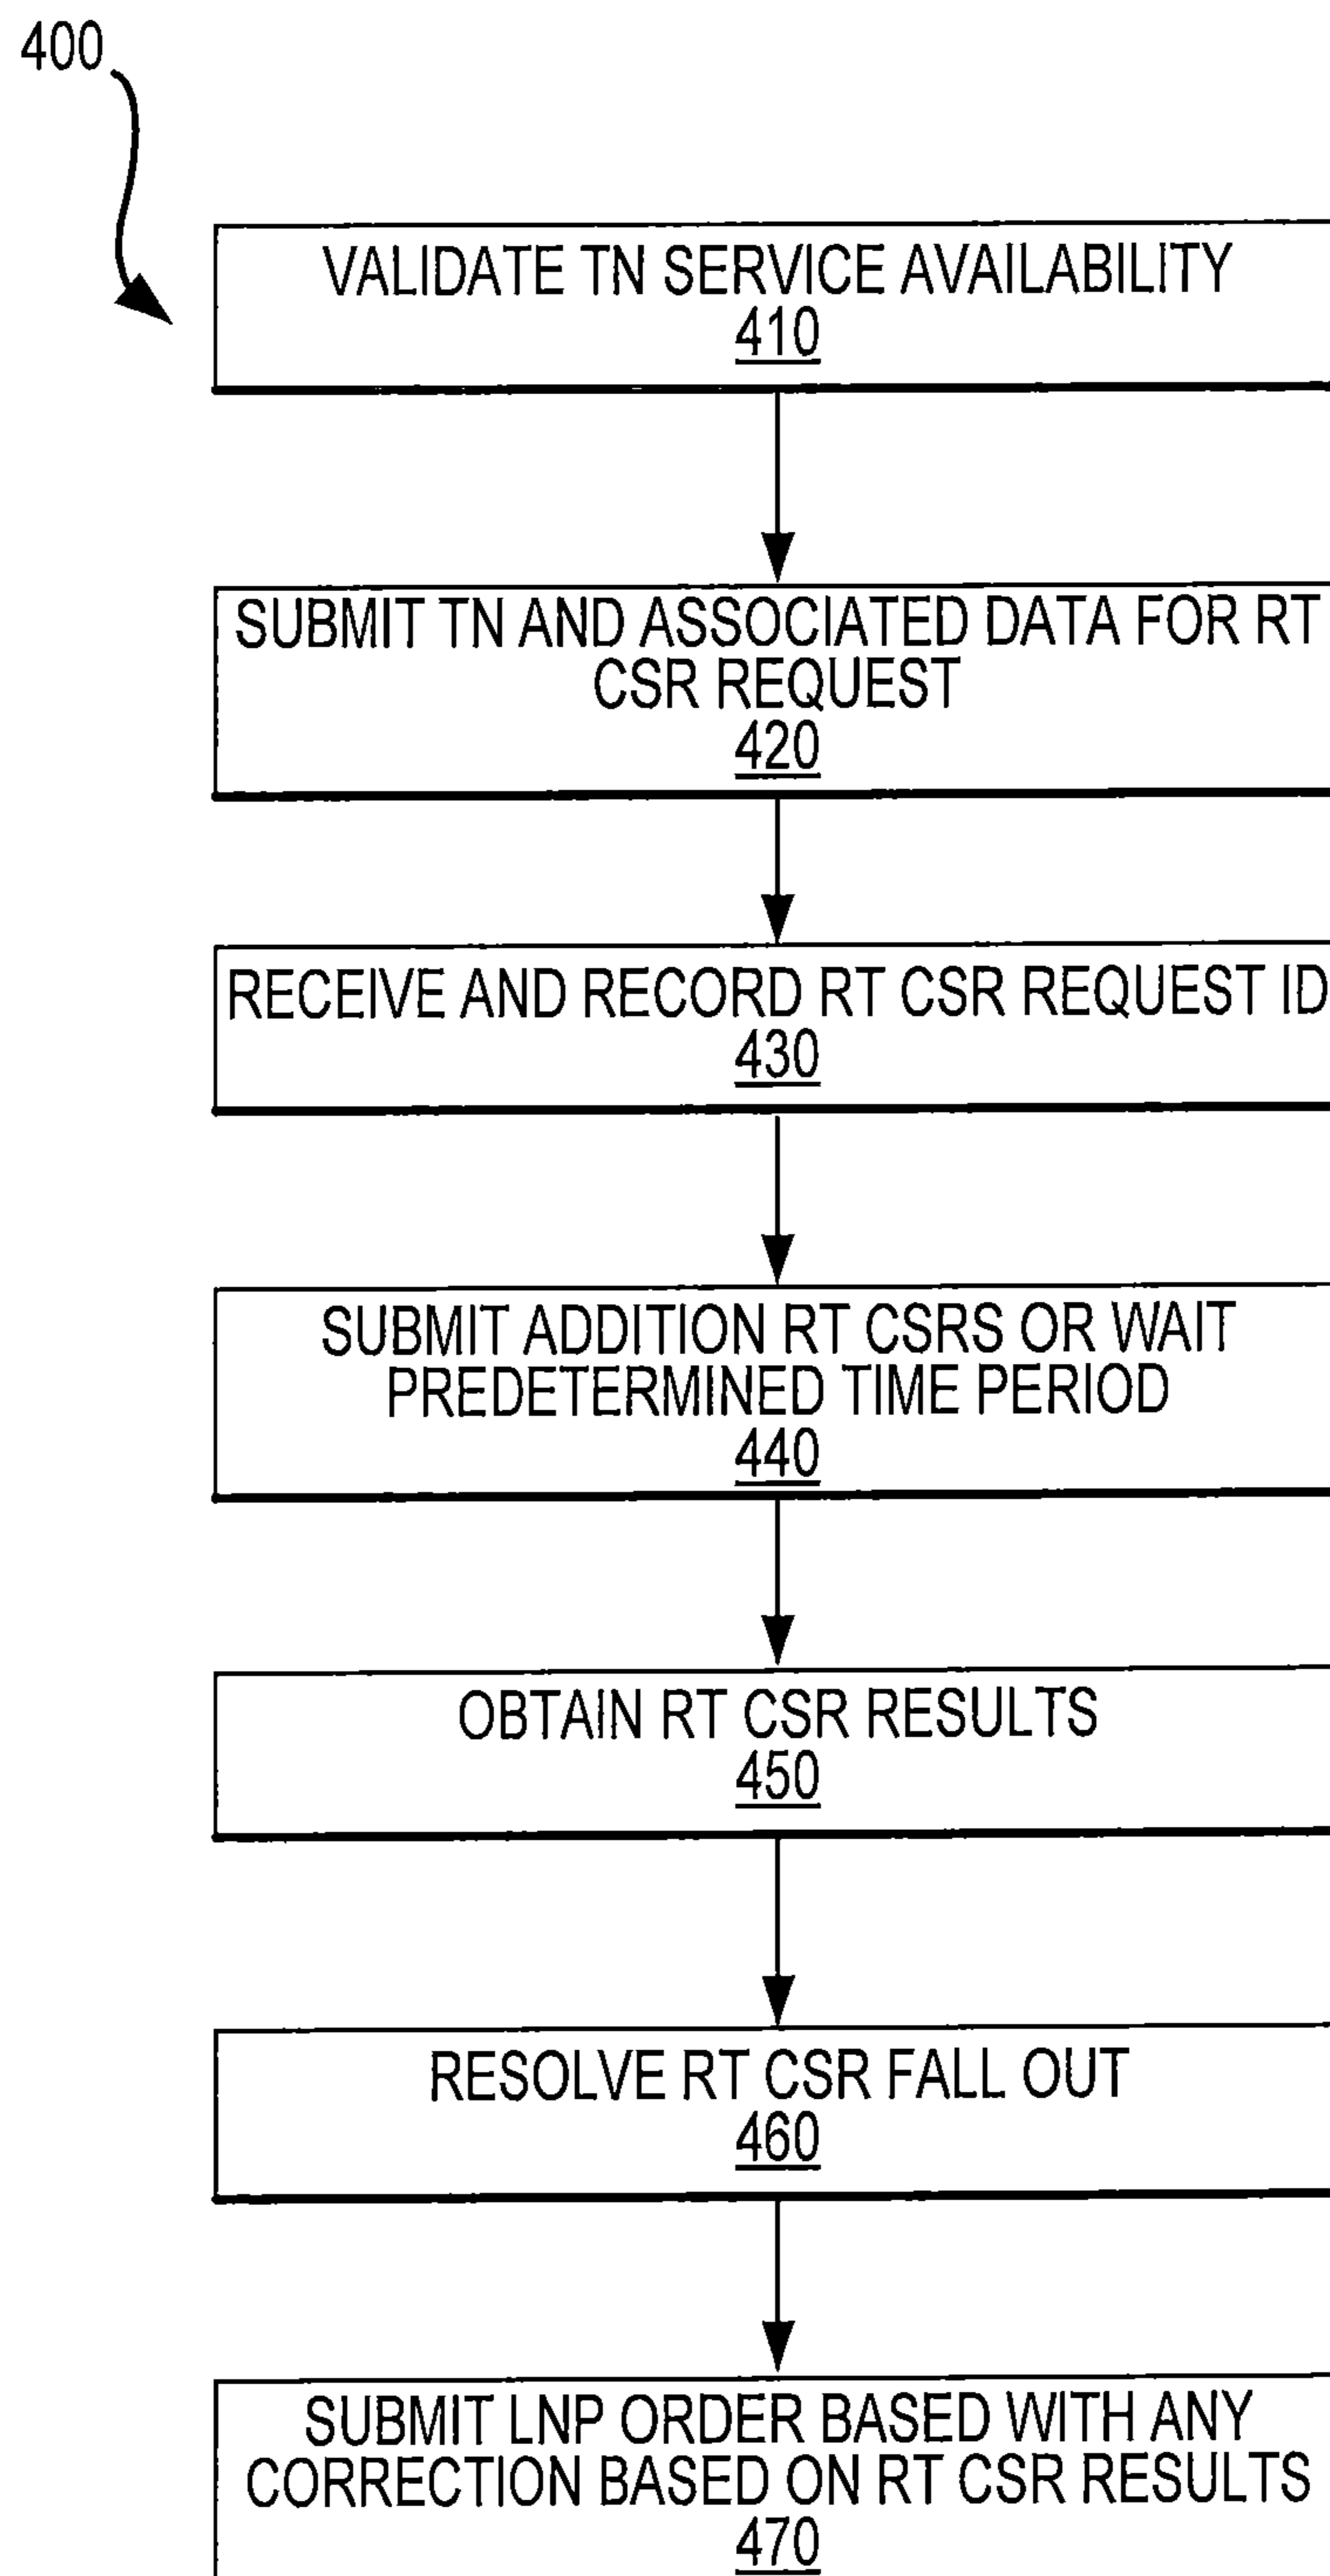 400
VALIDATE TN SERVICE AVAILABILITY
410
SUBMIT TN AND ASSOCIATED DATA FOR RT
CSR REQUEST
420
RECEIVE AND RECORD RT CSR REQUEST ID
430
SUBMIT ADDITION RT CSRS OR WAIT
PREDETERMINED TIME PERIOD
440
OBTAIN RT CSR RESULTS
450
RESOLVE RT CSR FALL OUT
460
SUBMIT LNP ORDER BASED WITH ANY
CORRECTION BASED ON RT CSR RESULTS
470